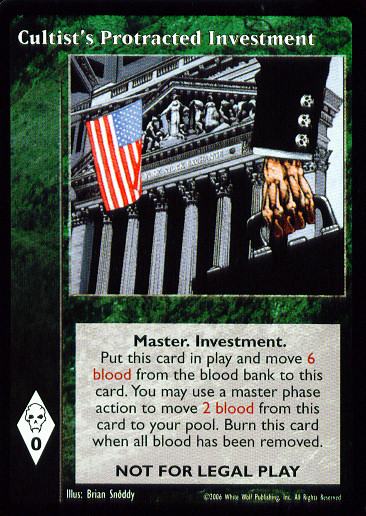 Cultist's Protracted Investment
STOCK EXCHANGE
Master. Investment.
Put this card in play and move 6
blood from the blood bank to this
card. You may use a master phase
action to move 2 blood from this
card to your pool. Burn this card
when all blood has been removed.
NOT FOR LEGAL PLAY
0
Illus: Brian Snóddy
©2006 White Wolf Publishing, Inc. All Rights Reserved